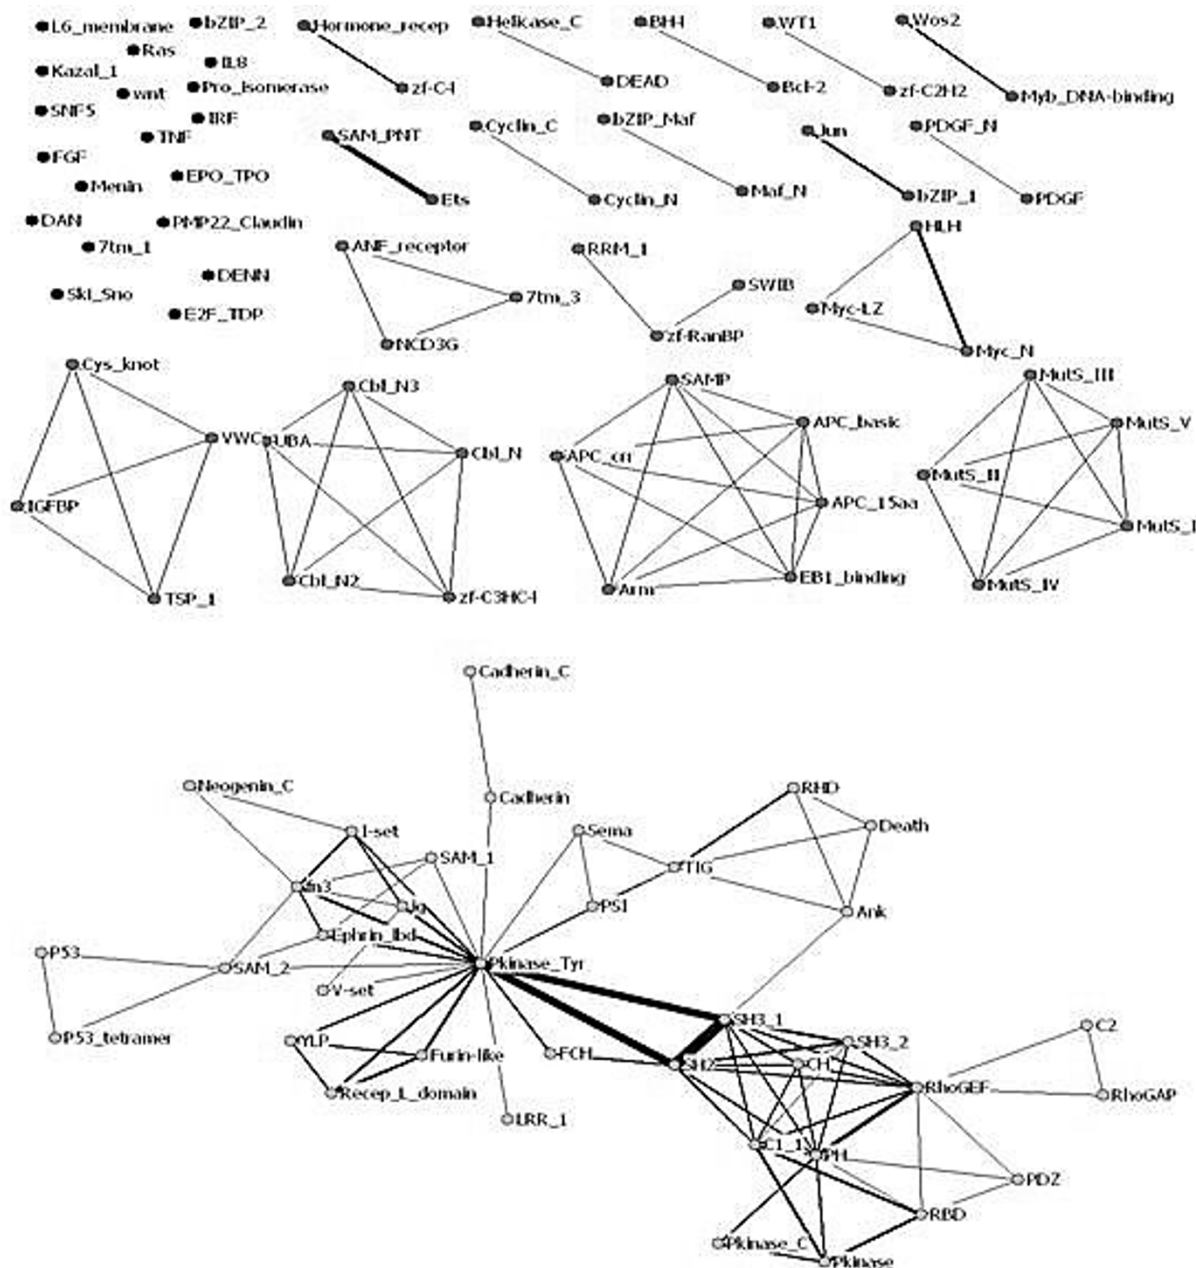 L6_membrane
bZIP_2
Hormone_recep
Helikase_C
BH4
WT1
Wos2
Ras
IL8
Kazal_1
Pro_isomerase
zf-C4
DEAD
Bcl-2
zf-C2H2
Myb_DNA-binding
wnt
SNF5
IRF
TNF
SAM_PNT
Cyclin_C
bZIP_Maf
Jun
PDGF_N
FGF
EPO_TPO
Menin
Ets
Cyclin_N
Maf_N
bZIP_1
PDGF
DAN
PMP22_Claudin
HLH
7tm_1
ANF_receptor
RRM_1
DENN
SWIB
Ski_Sno
7tm_3
Myc-LZ
E2F_TDP
NCD3G
zf-RanBP
Myc_N
Cys_knot
Cbl_N3
SAMP
MutS_III
APC_basic
MutS_V
VWC
UBA
Cbl_N
APC_crr
MutS_II
IGFBP
APC_15aa
MutS_I
Cbl_N2
EB1_binding
Arm
MutS_IV
TSP_1
zf-C3HC4
Cadherin_C
Neogenin_C
Cadherin
RHD
I-set
Sema
Death
SAM_1
TIG
fn3
Ig
PSI
Ank
Ephrin_lbd
P53
SAM_2
Pkinase_Tyr
V-set
SH3_1
C2
P53_tetramer
YLP
Furin-like
FCH
SH2
CH
SH3_2
Recep_L_domain
RhoGEF
RhoGAP
LRR_1
C1_1
PH
PDZ
RBD
Pkinase_C
Pkinase